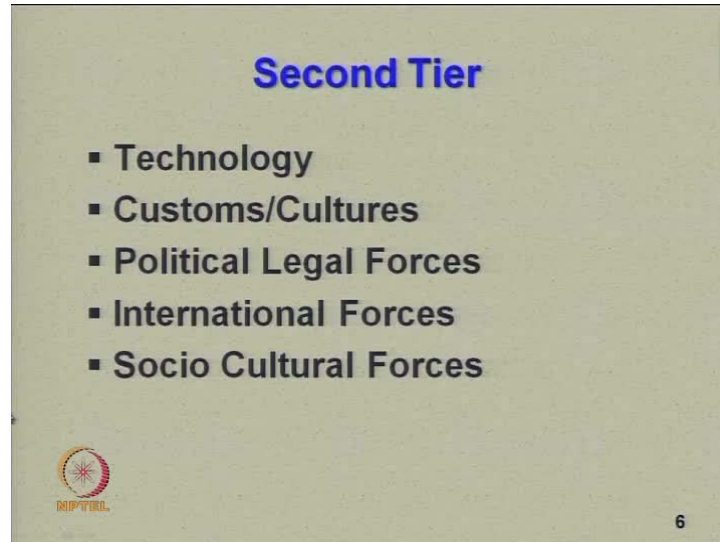 Second Tier
▪ Technology
▪ Customs/Cultures
▪ Political Legal Forces
▪ International Forces
▪ Socio Cultural Forces
NPTEL
6